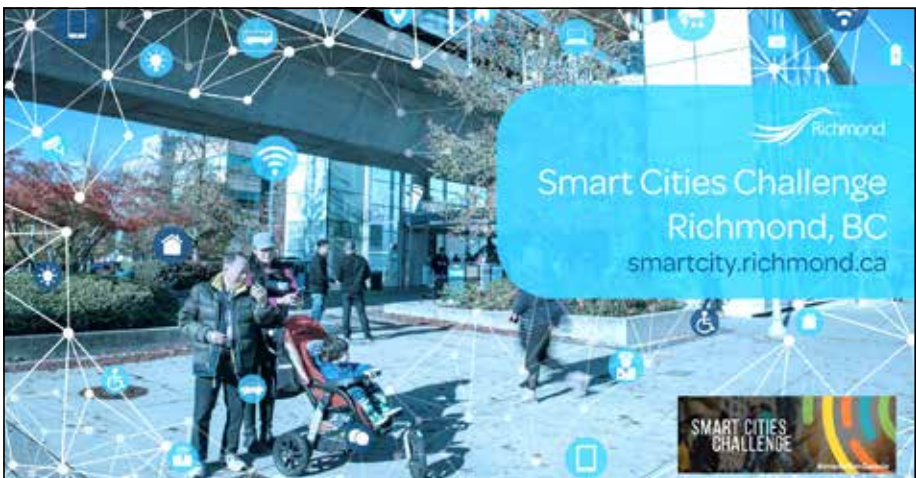 Richmond
Smart Cities Challenge
Richmond, BC
smartcity.richmond.ca
SMART CITIES
CHALLENGE